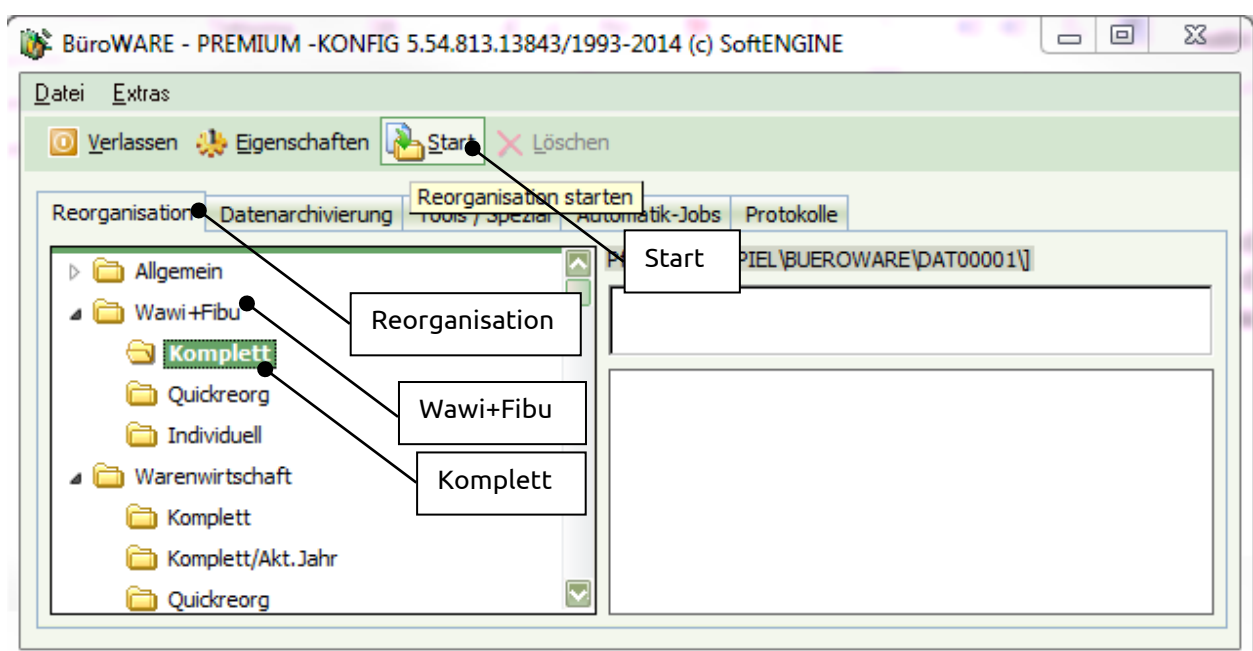 BüroWARE - PREMIUM -KONFIG 5.54.813.13843/1993-2014 (c) SoftENGINE
Datei Extras
Verlassen Eigenschaften Start Löschen
Reorganisation starten
Reorganisation Datenarchivierung Tools / Spezial Automatik-Jobs Protokolle
Start
PIEL\BUEROWARE\DAT00001\]
Allgemein
Wawi+Fibu
Reorganisation
Komplett
Quickreorg
Wawi+Fibu
Individuell
Warenwirtschaft
Komplett
Komplett
Komplett/Akt.Jahr
Quickreorg